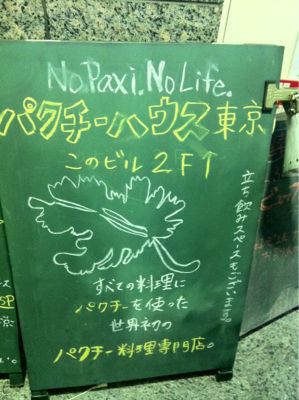 No Paxi. No Life.
パクチーハウス東京
このビル 2F↑
立ち飲みスペースもございます。
すべての料理に
パクチーを使った
世界初の
パクチー料理専門店。